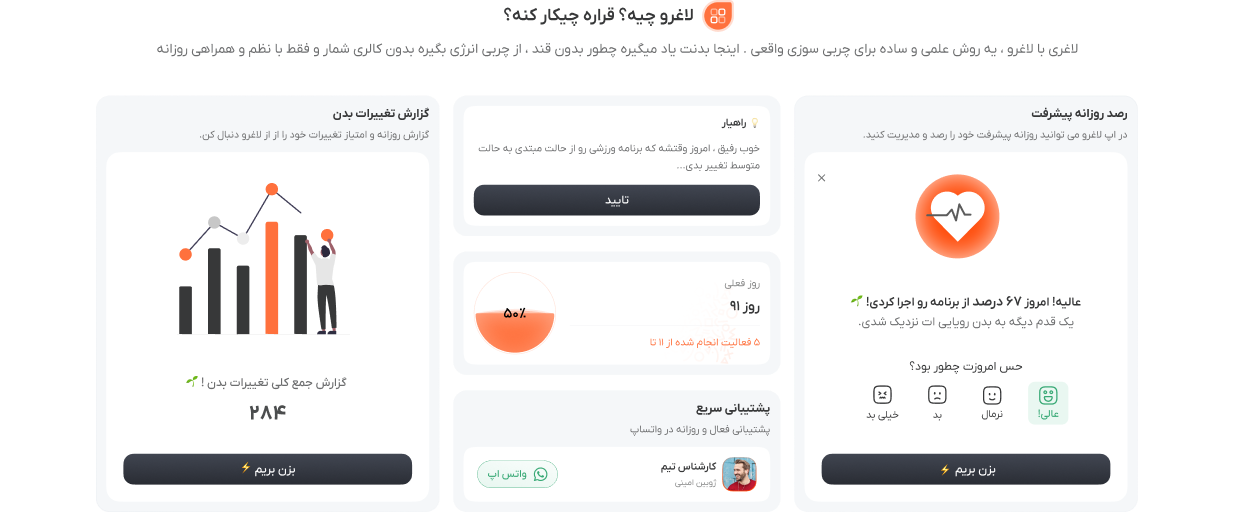 لاغرو چیه؟ قراره چیکار کنه؟
لاغری با لاغرو ، یه روش علمی و ساده برای چربی سوزی واقعی . اینجا بدنت یاد میگیره چطور بدون قند ، از چربی انرژی بگیره بدون کالری شمار و فقط با نظم و همراهی روزانه
رصد روزانه پیشرفت
در اپ لاغرو می توانید روزانه پیشرفت خود را رصد و مدیریت کنید.
عالیه! امروز ۶۷ درصد از برنامه رو اجرا کردی!
یک قدم دیگه به بدن رویایی ات نزدیک شدی.
حس امروزت چطور بود؟
عالی!
نرمال
بد
خیلی بد
بزن بریم
راهیار
خوب رفیق ، امروز وقتشه که برنامه ورزشی رو از حالت مبتدی به حالت
متوسط تغییر بدی...
تایید
روز فعلی
روز ۹۱
۵ فعالیت انجام شده از ۱۱ تا
۵۰٪
پشتیبانی سریع
پشتیبانی فعال و روزانه در واتساپ
کارشناس تیم
ژوبین امینی
واتس اپ
گزارش تغییرات بدن
گزارش روزانه و امتیاز تغییرات خود را از از لاغرو دنبال کن.
گزارش جمع کلی تغییرات بدن !
۲۸۴
بزن بریم